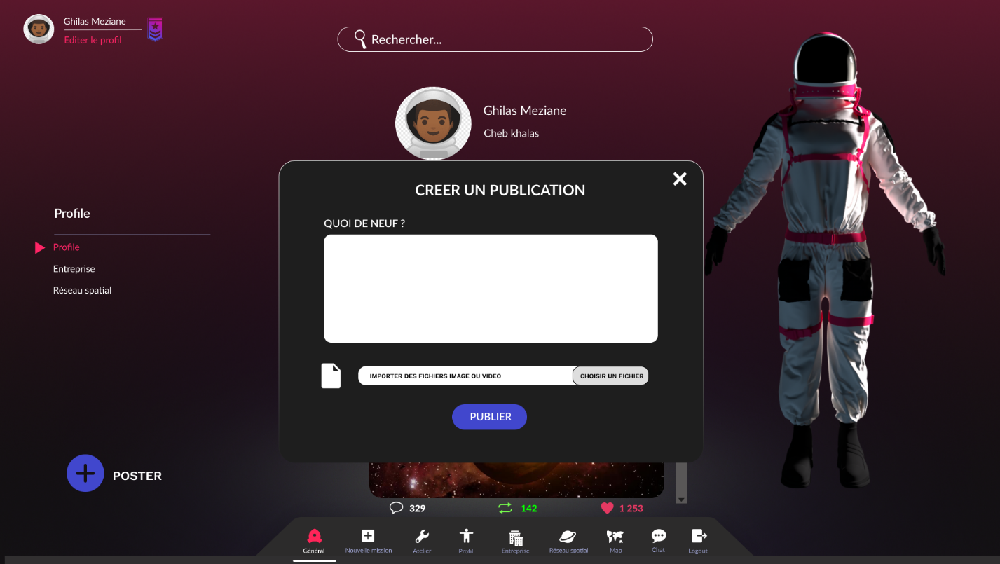 Ghilas Meziane
Editer le profil
Rechercher...
Ghilas Meziane
Cheb khalas
CREER UN PUBLICATION
QUOI DE NEUF ?
Profile
Profile
Entreprise
Réseau spatial
IMPORTER DES FICHIERS IMAGE OU VIDEO
CHOISIR UN FICHIER
PUBLIER
POSTER
329
142
1 253
Général
Nouvelle mission
Atelier
Profil
Entreprise
Réseau spatial
Map
Chat
Logout